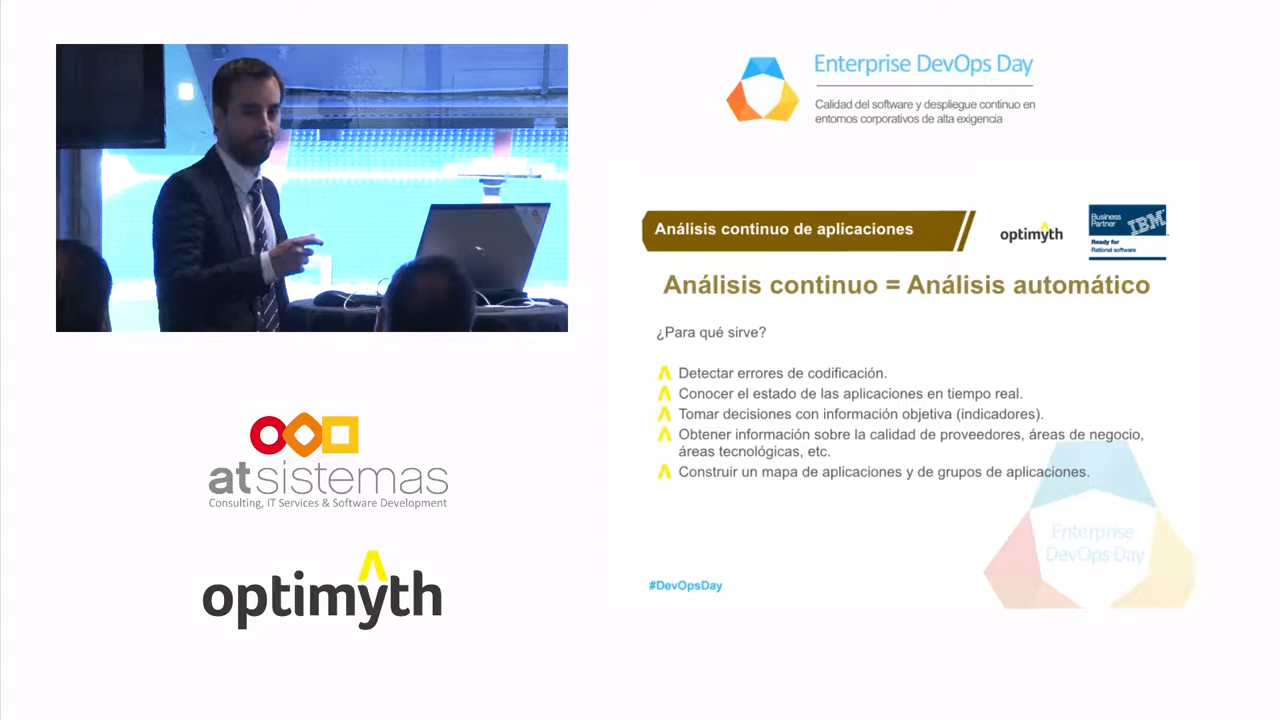 Enterprise DevOps Day
Calidad del software y despliegue continuo en
entornos corporativos de alta exigencia
Análisis continuo de aplicaciones
optimyth
Business
Partner
IBM
Ready for
Rational software
Análisis continuo = Análisis automático
¿Para qué sirve?
Detectar errores de codificación.
Conocer el estado de las aplicaciones en tiempo real.
Tomar decisiones con información objetiva (indicadores).
Obtener información sobre la calidad de proveedores, áreas de negocio,
áreas tecnológicas, etc.
Construir un mapa de aplicaciones y de grupos de aplicaciones.
Enterprise
DevOps Day
#DevOpsDay
atsistemas
Consulting, IT Services & Software Development
optimyth